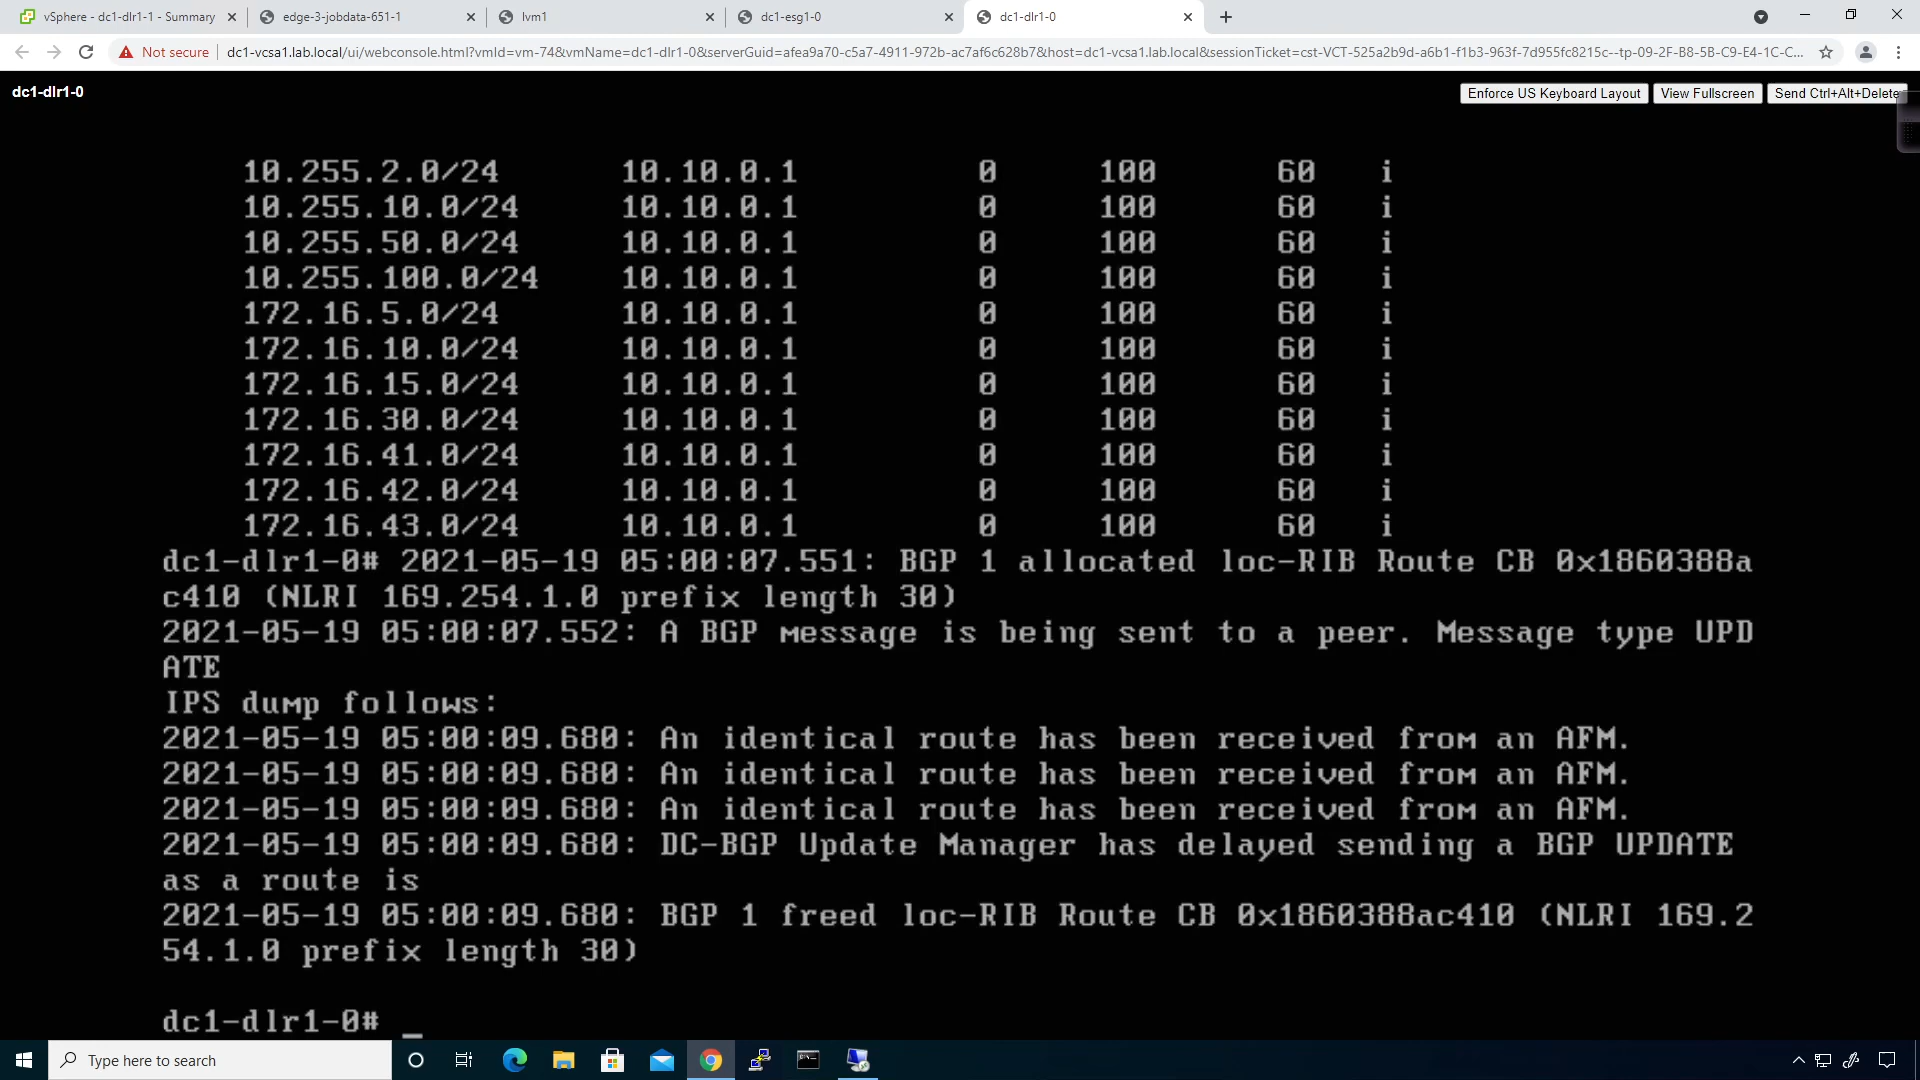 vSphere - dc1-dlr1-1 - Summary
edge-3-jobdata-651-1
lvm1
dc1-esg1-0
dc1-dlr1-0
Not secure
dc1-vcsa1.lab.local/ui/webconsole.html?vmId=vm-74&vmName=dc1-dlr1-0&serverGuid=afea9a70-c5a7-4911-972b-ac7af6c628b7&host=dc1-vcsa1.lab.local&sessionTicket=cst-VCT-525a2b9d-a6b1-f1b3-963f-7d955fc8215c--tp-09-2F-B8-5B-C9-E4-1C-C...
dc1-dlr1-0
Enforce US Keyboard Layout
View Fullscreen
Send Ctrl+Alt+Delete
10.255.2.0/24 10.10.0.1 0 100 60 i
10.255.10.0/24 10.10.0.1 0 100 60 i
10.255.50.0/24 10.10.0.1 0 100 60 i
10.255.100.0/24 10.10.0.1 0 100 60 i
172.16.5.0/24 10.10.0.1 0 100 60 i
172.16.10.0/24 10.10.0.1 0 100 60 i
172.16.15.0/24 10.10.0.1 0 100 60 i
172.16.30.0/24 10.10.0.1 0 100 60 i
172.16.41.0/24 10.10.0.1 0 100 60 i
172.16.42.0/24 10.10.0.1 0 100 60 i
172.16.43.0/24 10.10.0.1 0 100 60 i
dc1-dlr1-0# 2021-05-19 05:00:07.551: BGP 1 allocated loc-RIB Route CB 0x1860388a
c410 (NLRI 169.254.1.0 prefix length 30)
2021-05-19 05:00:07.552: A BGP message is being sent to a peer. Message type UPD
ATE
IPS dump follows:
2021-05-19 05:00:09.680: An identical route has been received from an AFM.
2021-05-19 05:00:09.680: An identical route has been received from an AFM.
2021-05-19 05:00:09.680: An identical route has been received from an AFM.
2021-05-19 05:00:09.680: DC-BGP Update Manager has delayed sending a BGP UPDATE
as a route is
2021-05-19 05:00:09.680: BGP 1 freed loc-RIB Route CB 0x1860388ac410 (NLRI 169.2
54.1.0 prefix length 30)
dc1-dlr1-0# _
Type here to search